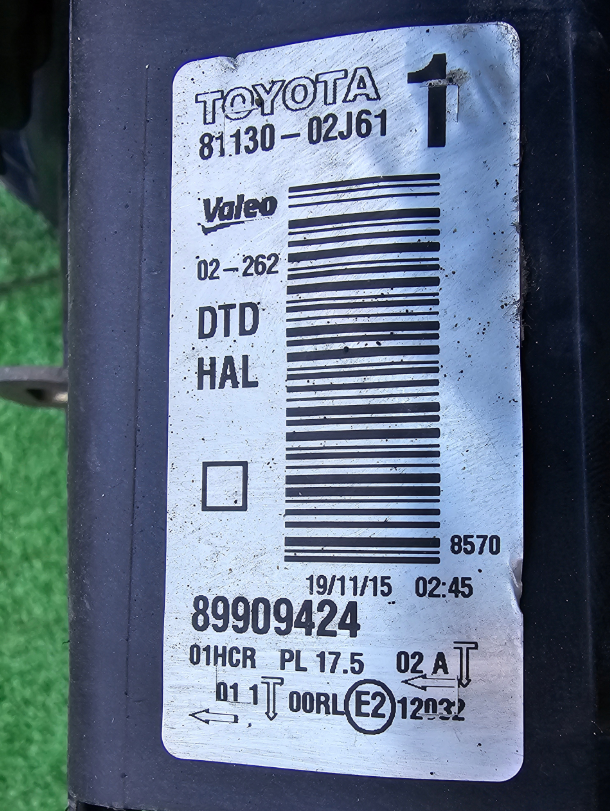 TOYOTA
1
81130-02J61
Valeo
02-262
DTD
HAL
8570
19/11/15 02:45
89909424
01HCR PL 17.5 02 A
01 1 00RL E2 12032